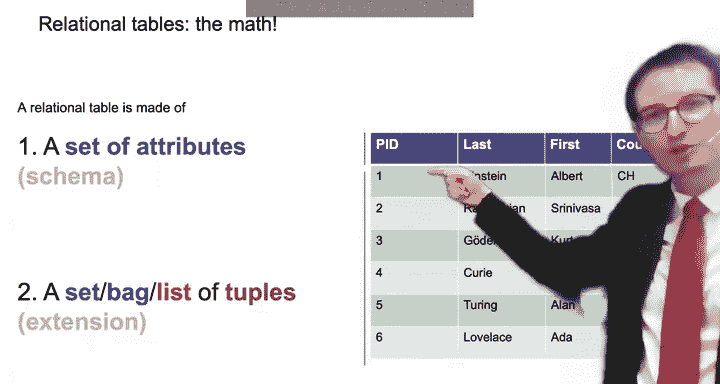 Relational tables: the math!
A relational table is made of
1. A set of attributes
(schema)
2. A set/bag/list of tuples
(extension)
PID Last First
1 Albert CH
2 Srinivasa
3
4 Curie
5 Turing Alan
6 Lovelace Ada